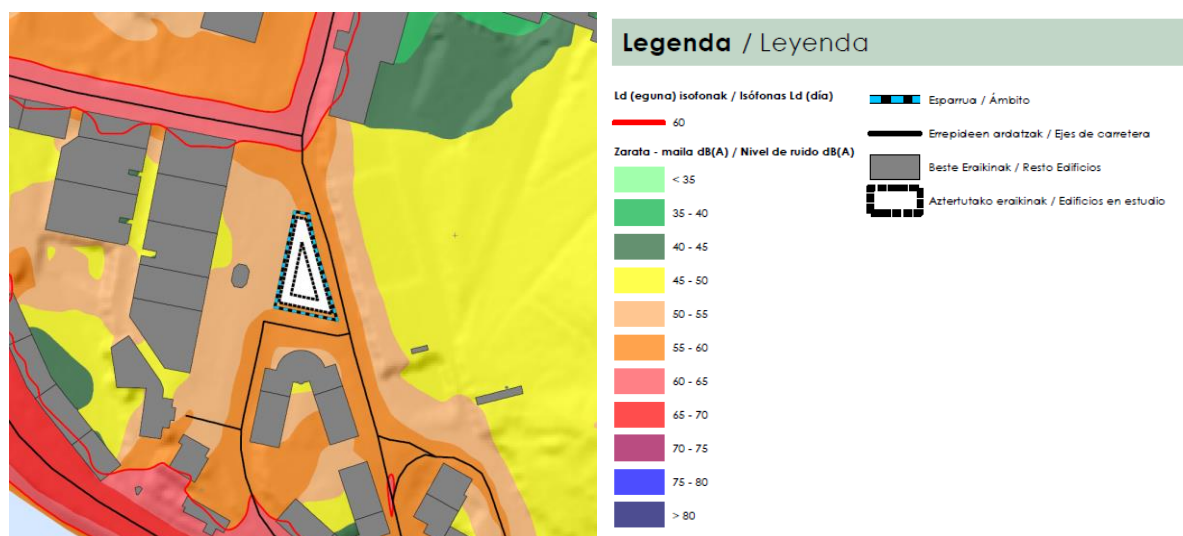 Legenda / Leyenda
Ld (eguna) isofonak / Isófonas Ld (día)
60
Zarata - maila dB(A) / Nivel de ruido dB(A)
< 35
35 - 40
40 - 45
45 - 50
50 - 55
55 - 60
60 - 65
65 - 70
70 - 75
75 - 80
> 80
Esparrua / Ámbito
Errepideen ardatzak / Ejes de carretera
Beste Eraikinak / Resto Edificios
Aztertutako eraikinak / Edificios en estudio